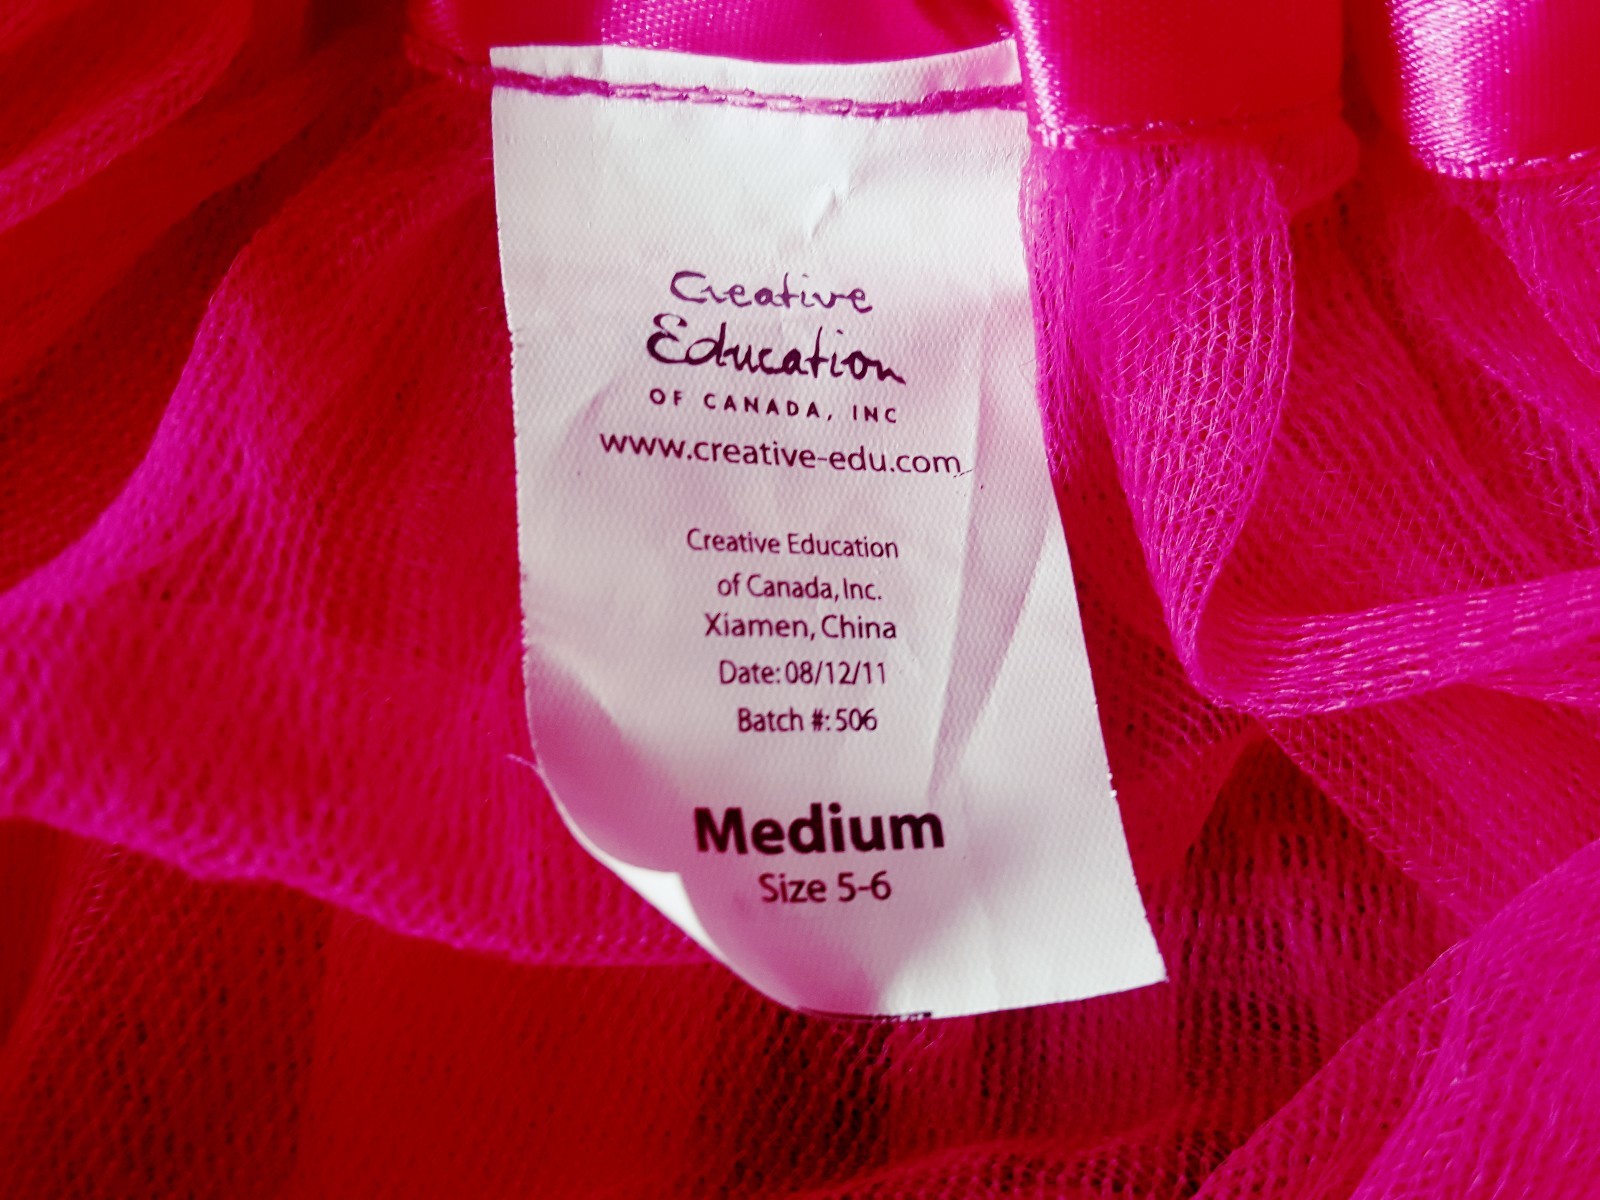 Creative
Education
OF CANADA, INC
www.creative-edu.com
Creative Education
of Canada, Inc.
Xiamen, China
Date: 08/12/11
Batch #: 506
Medium
Size 5-6